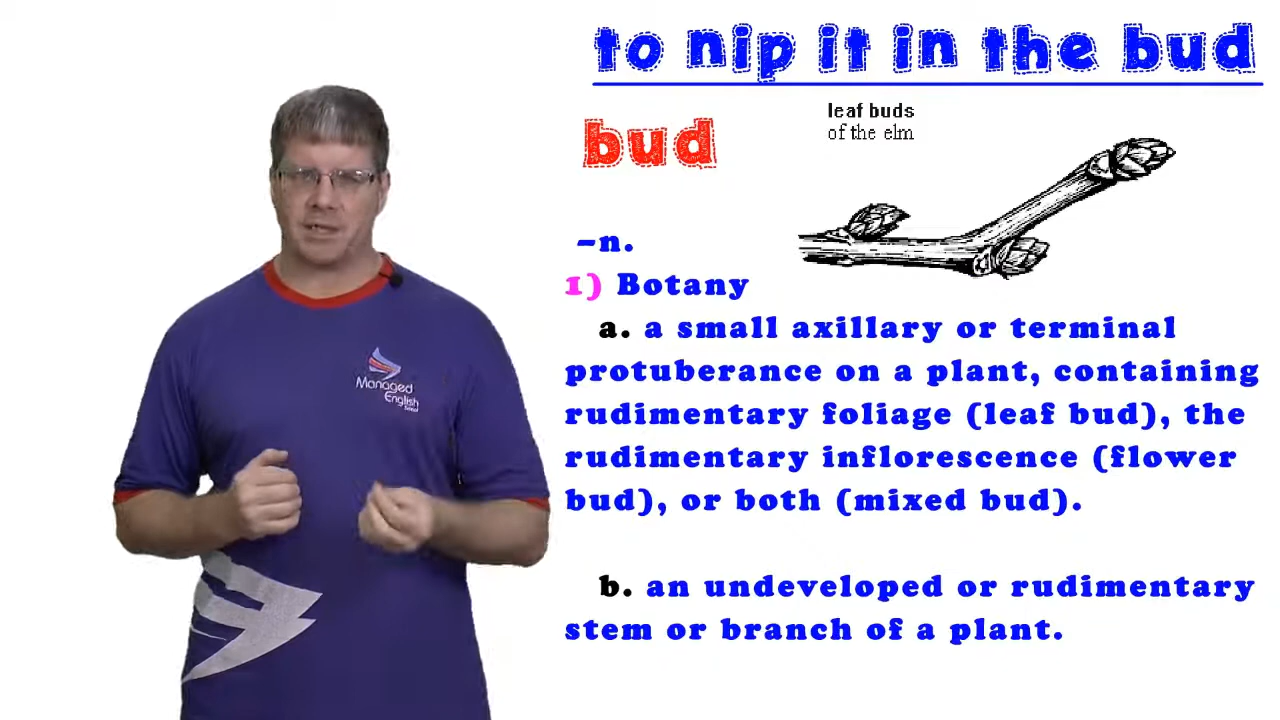 to nip it in the bud
leaf buds
of the elm
bud
–n.
1) Botany
a. a small axillary or terminal
protuberance on a plant, containing
rudimentary foliage (leaf bud), the
rudimentary inflorescence (flower
bud), or both (mixed bud).
b. an undeveloped or rudimentary
stem or branch of a plant.
Managed
English